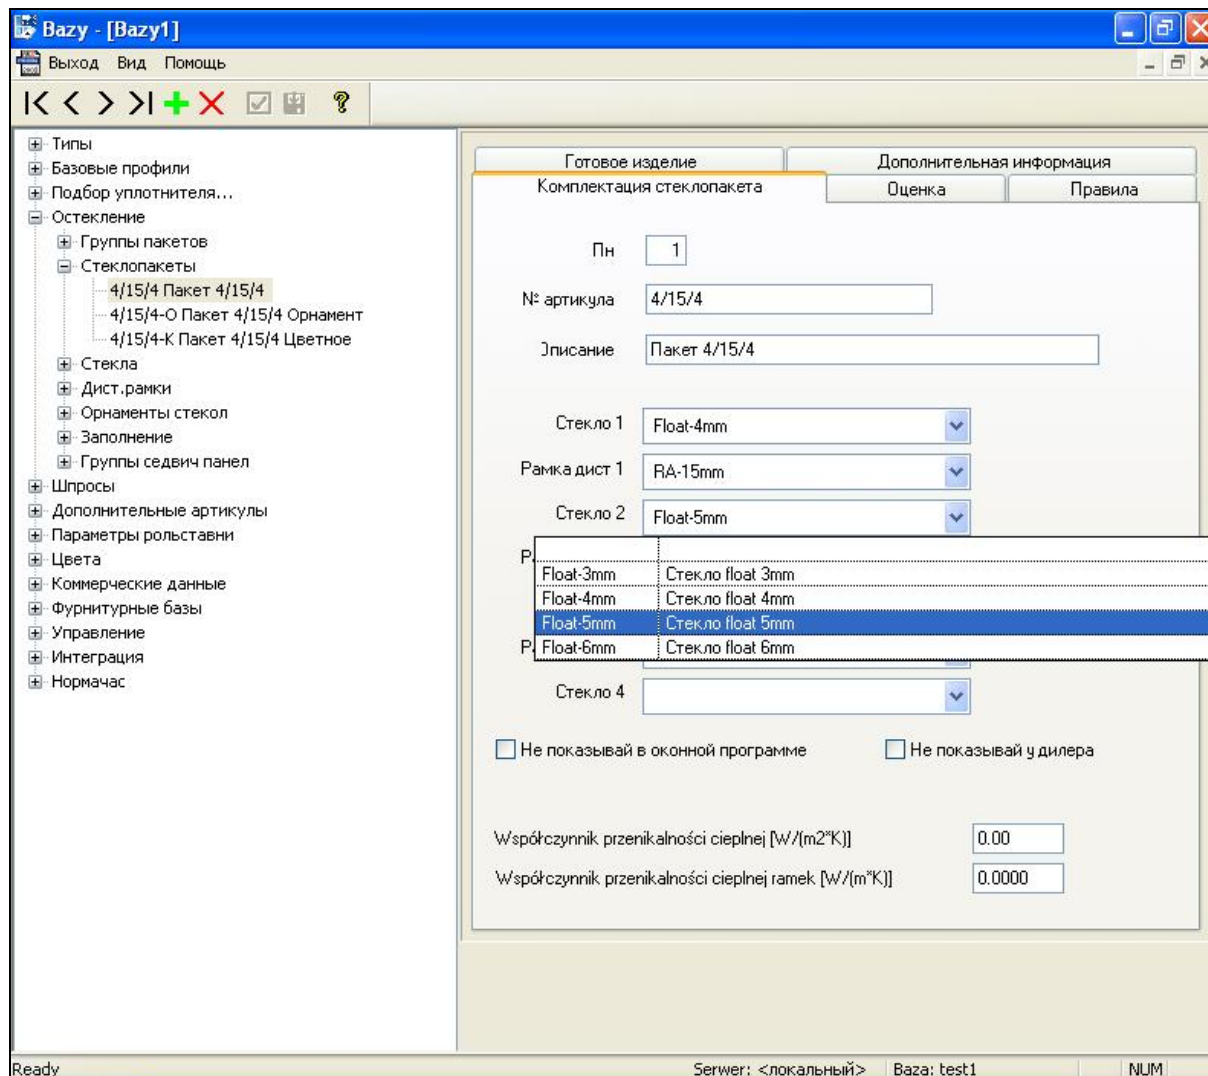 Bazy - [Bazy1]
Выход Вид Помощь
Типы
Базовые профили
Подбор уплотнителя...
Остекление
Группы пакетов
Стеклопакеты
4/15/4 Пакет 4/15/4
4/15/4-О Пакет 4/15/4 Орнамент
4/15/4-К Пакет 4/15/4 Цветное
Стекла
Дист.рамки
Орнаменты стекол
Заполнение
Группы седвич панел
Шпросы
Дополнительные артикулы
Параметры рольставни
Цвета
Коммерческие данные
Фурнитурные базы
Управление
Интеграция
Нормачас
Готовое изделие Дополнительная информация
Комплектация стеклопакета Оценка Правила
Пн 1
№ артикула 4/15/4
Описание Пакет 4/15/4
Стекло 1 Float-4mm
Рамка дист 1 RA-15mm
Стекло 2 Float-5mm
Float-3mm Стекло float 3mm
Float-4mm Стекло float 4mm
Float-5mm Стекло float 5mm
Float-6mm Стекло float 6mm
Стекло 4
Не показывай в оконной программе Не показывай у дилера
Współczynnik przenikalności cieplnej [W/(m2*K)] 0.00
Współczynnik przenikalności cieplnej ramek [W/(m*K)] 0.0000
Ready Serwer: <локальный> Baza: test1 NUM